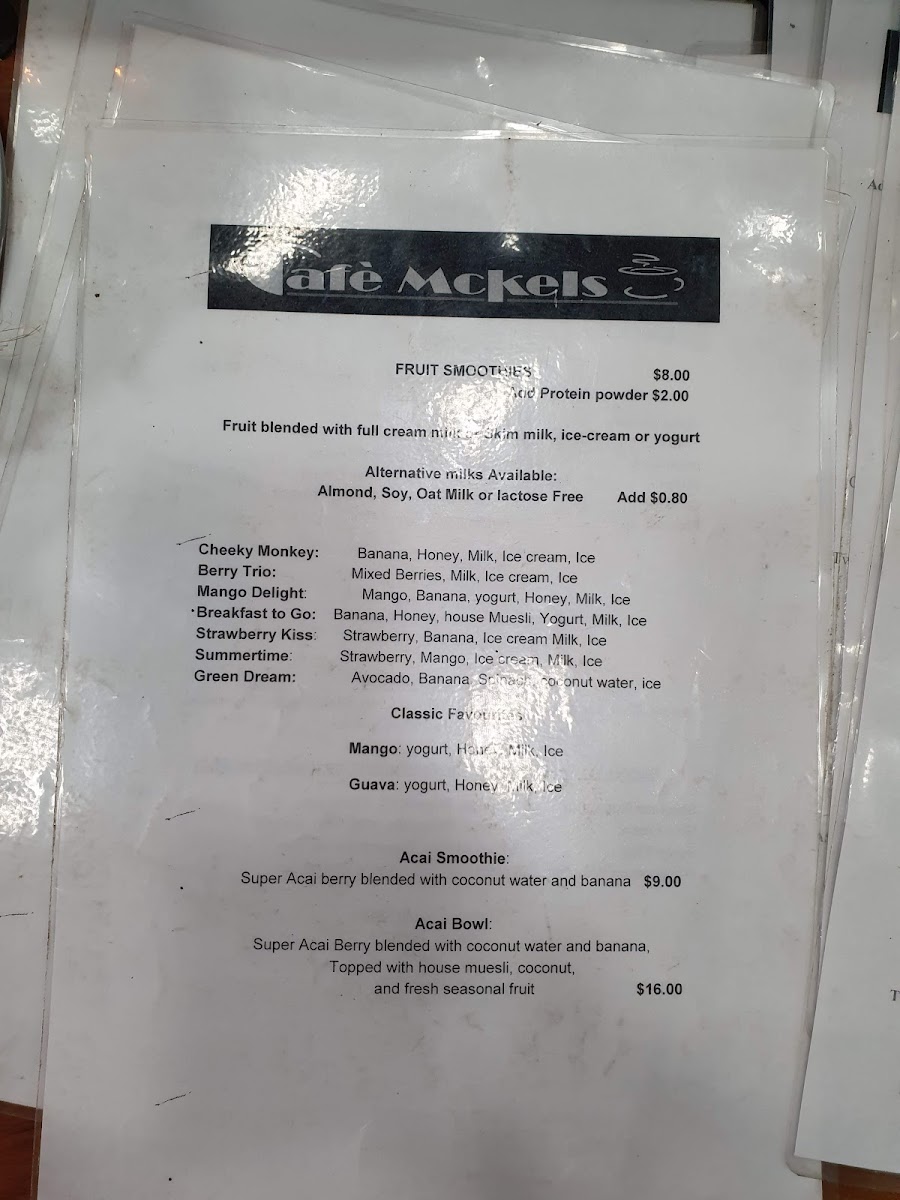 Cafè Mckels
FRUIT SMOOTHIES $8.00
Add Protein powder $2.00
Fruit blended with full cream milk or Skim milk, ice-cream or yogurt
Alternative milks Available:
Almond, Soy, Oat Milk or lactose Free Add $0.80
Cheeky Monkey: Banana, Honey, Milk, Ice cream, Ice
Berry Trio: Mixed Berries, Milk, Ice cream, Ice
Mango Delight: Mango, Banana, yogurt, Honey, Milk, Ice
Breakfast to Go: Banana, Honey, house Muesli, Yogurt, Milk, Ice
Strawberry Kiss: Strawberry, Banana, Ice cream Milk, Ice
Summertime: Strawberry, Mango, Ice cream, Milk, Ice
Green Dream: Avocado, Banana, Spinach, coconut water, ice
Classic Favourites
Mango: yogurt, Honey, Milk, Ice
Guava: yogurt, Honey, Milk, Ice
Acai Smoothie:
Super Acai berry blended with coconut water and banana $9.00
Acai Bowl:
Super Acai Berry blended with coconut water and banana,
Topped with house muesli, coconut,
and fresh seasonal fruit $16.00